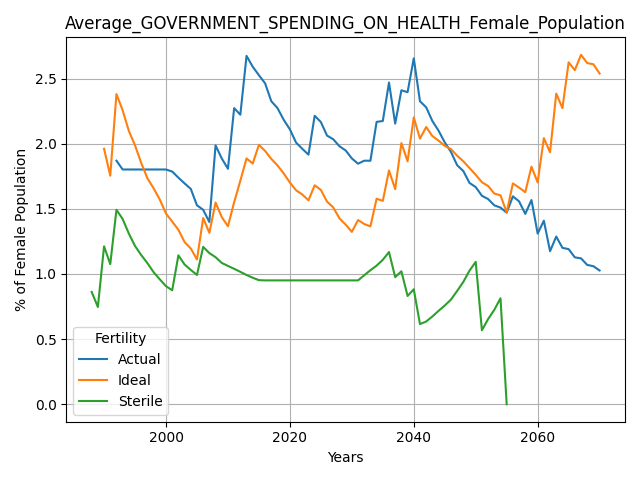 Average_GOVERNMENT_SPENDING_ON_HEALTH_Female_Population
% of Female Population
2.5
2.0
1.5
1.0
0.5
0.0
Fertility
Actual
Ideal
Sterile
2000 2020 2040 2060
Years